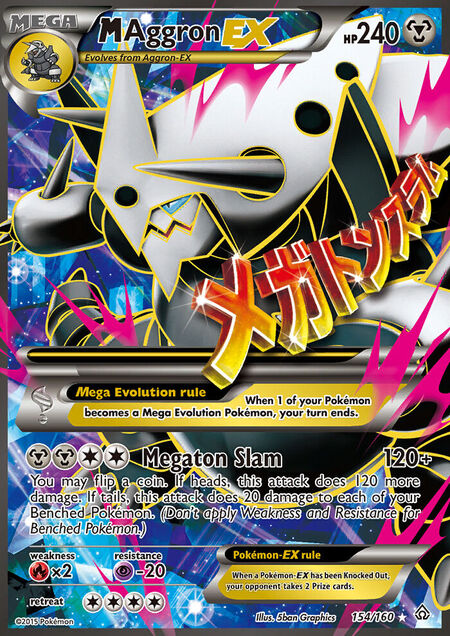 MEGA
M Aggron EX
HP240
Evolves from Aggron-EX
メガトンスラム
Mega Evolution rule
When 1 of your Pokémon
becomes a Mega Evolution Pokémon, your turn ends.
Megaton Slam 120+
You may flip a coin. If heads, this attack does 120 more
damage. If tails, this attack does 20 damage to each of your
Benched Pokémon. (Don't apply Weakness and Resistance for
Benched Pokémon.)
weakness resistance
×2 -20
retreat
Pokémon-EX rule
When a Pokémon-EX has been Knocked Out,
your opponent takes 2 Prize cards.
©2015 Pokémon
Illus. 5ban Graphics
154/160 ★